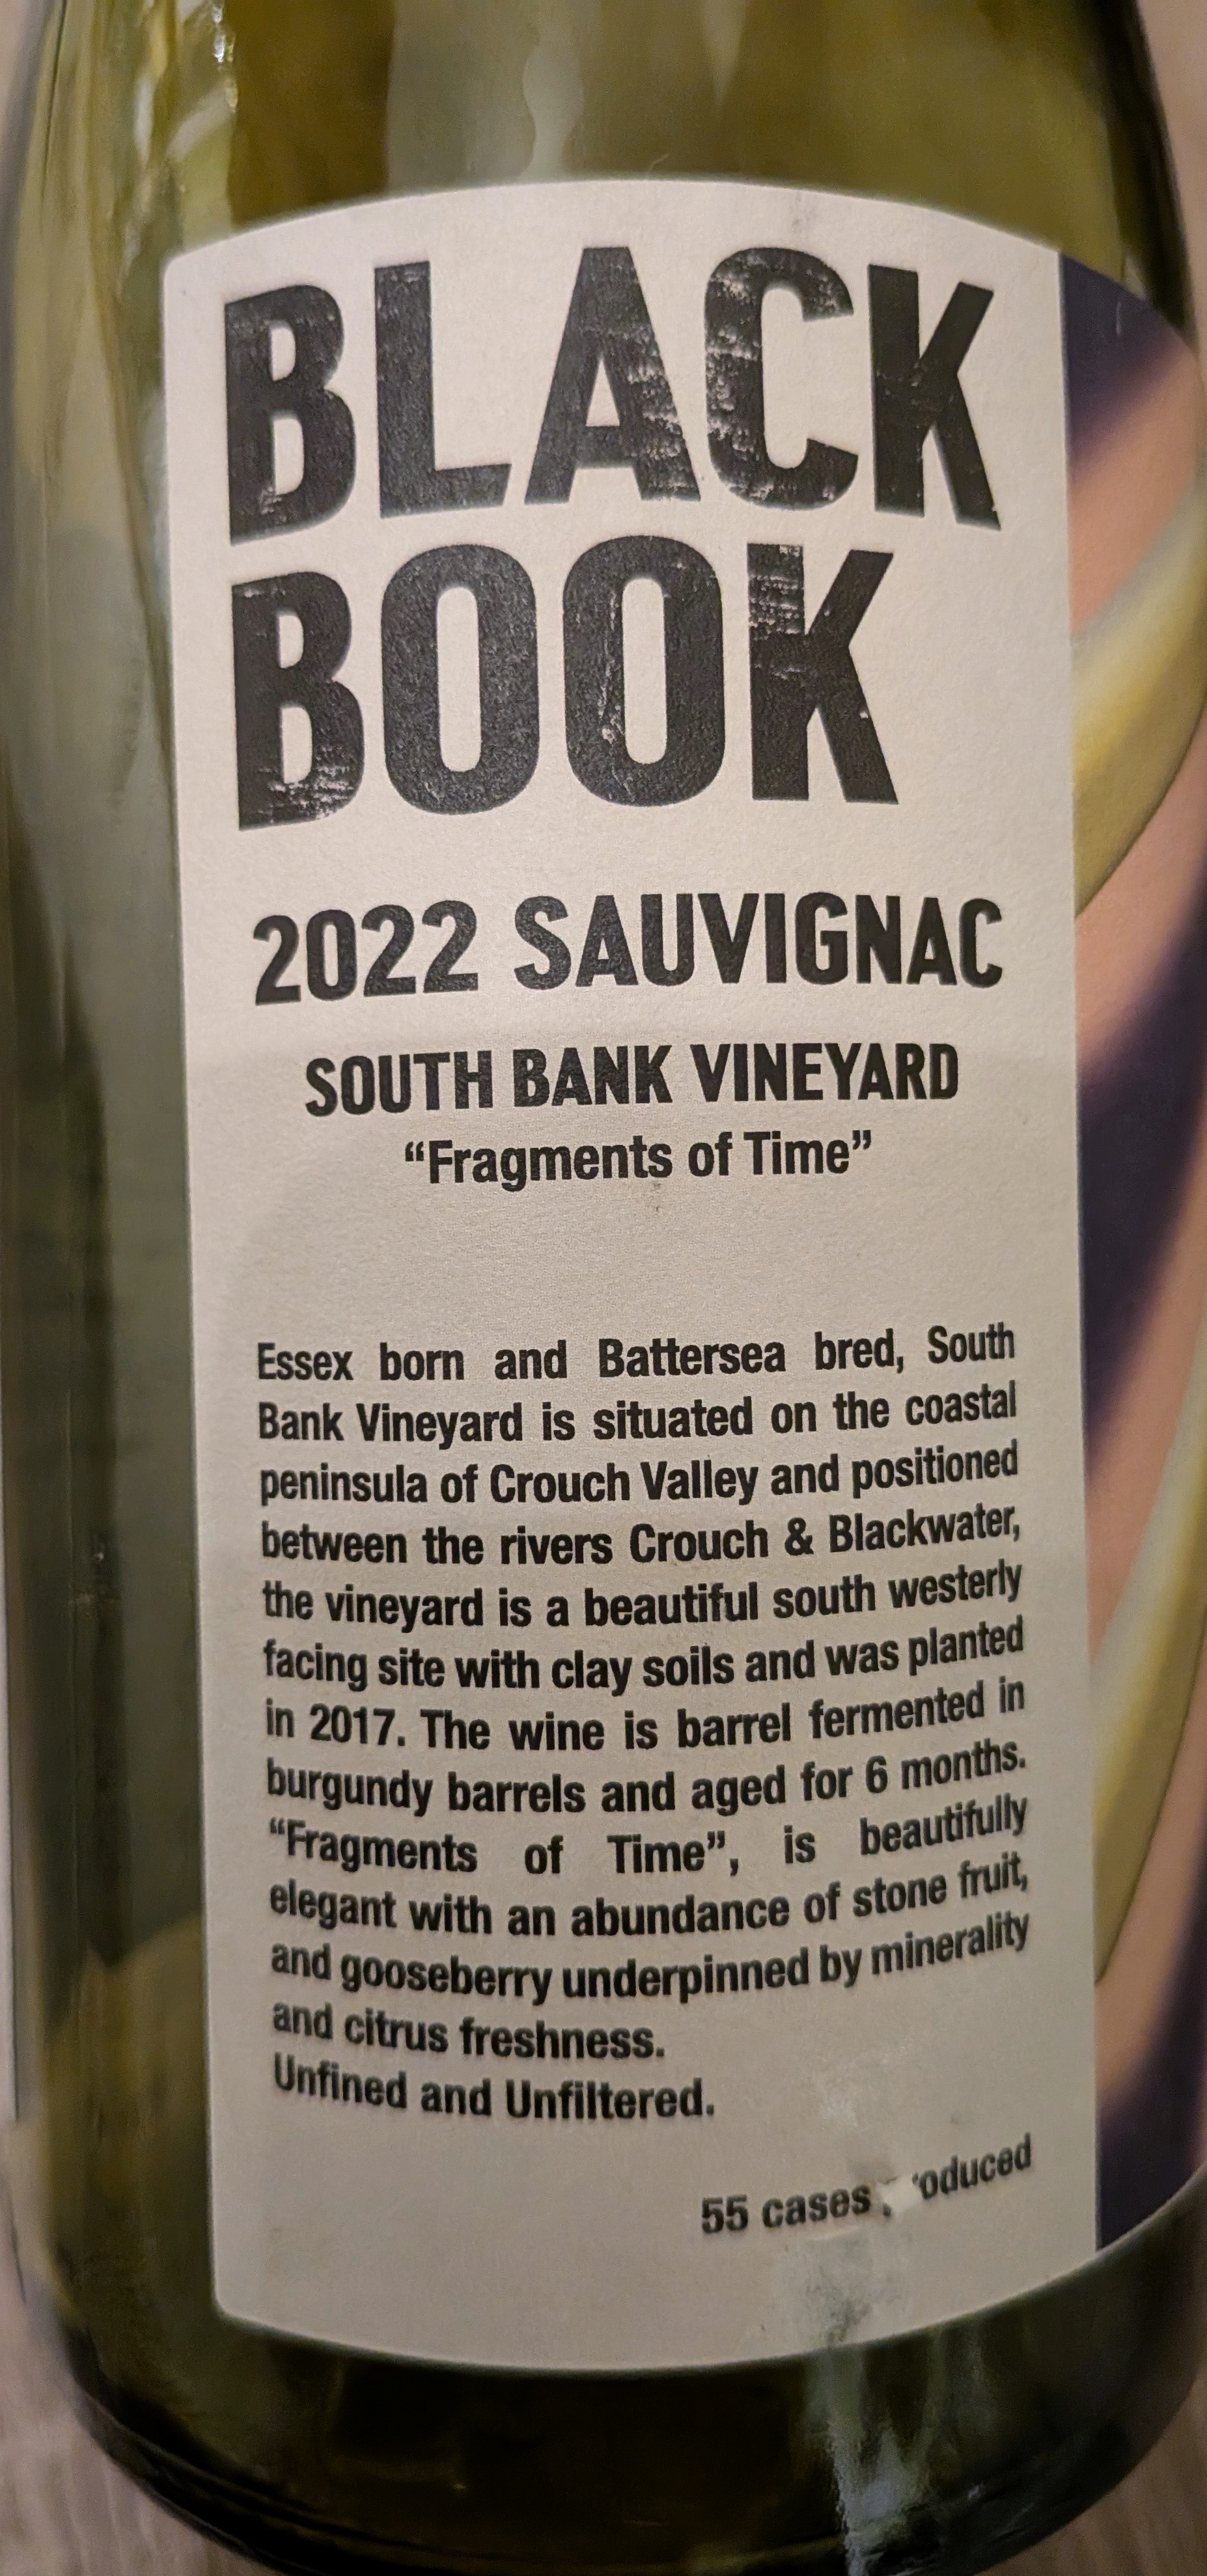 BLACK
BOOK
2022 SAUVIGNAC
SOUTH BANK VINEYARD
“Fragments of Time”
Essex born and Battersea bred, South
Bank Vineyard is situated on the coastal
peninsula of Crouch Valley and positioned
between the rivers Crouch & Blackwater,
the vineyard is a beautiful south westerly
facing site with clay soils and was planted
in 2017. The wine is barrel fermented in
burgundy barrels and aged for 6 months.
“Fragments of Time”, is beautifully
elegant with an abundance of stone fruit,
and gooseberry underpinned by minerality
and citrus freshness.
Unfined and Unfiltered.
55 cases